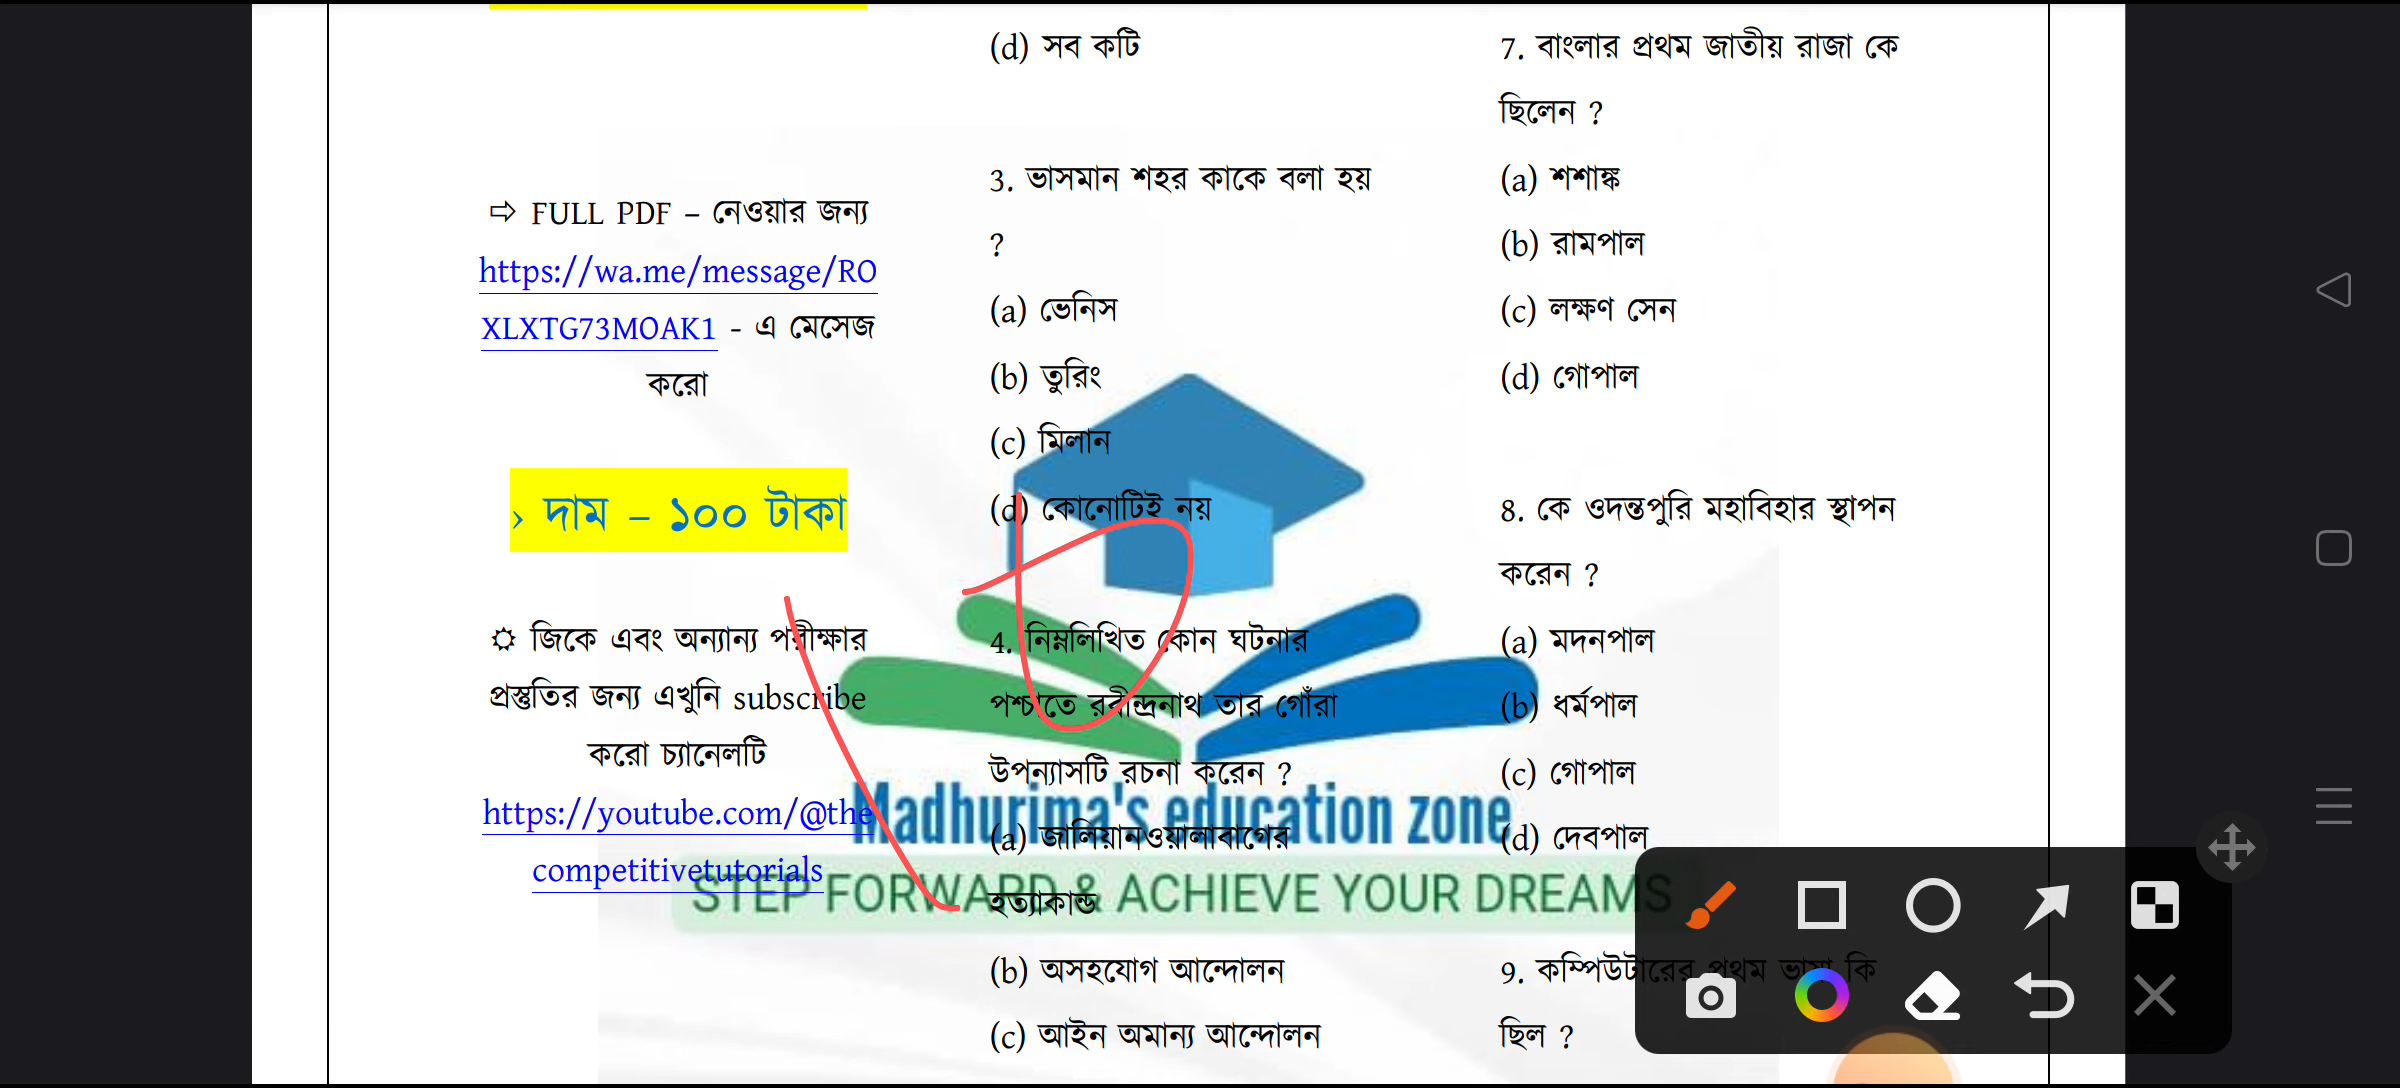 ⇨ FULL PDF – নেওয়ার জন্য
https://wa.me/message/RO
XLXTG73MOAK1 - এ মেসেজ
করো
› দাম – ১০০ টাকা
☼ জিকে এবং অন্যান্য পরীক্ষার
প্রস্তুতির জন্য এখুনি subscribe
করো চ্যানেলটি
https://youtube.com/@the
competitivetutorials
(d) সব কটি
3. ভাসমান শহর কাকে বলা হয়
?
(a) ভেনিস
(b) তুরিং
(c) মিলান
(d) কোনোটিই নয়
4. নিম্নলিখিত কোন ঘটনার
পশ্চাতে রবীন্দ্রনাথ তার গোঁরা
উপন্যাসটি রচনা করেন ?
(a) জালিয়ানওয়ালাবাগের
হত্যাকান্ড
(b) অসহযোগ আন্দোলন
(c) আইন অমান্য আন্দোলন
7. বাংলার প্রথম জাতীয় রাজা কে
ছিলেন ?
(a) শশাঙ্ক
(b) রামপাল
(c) লক্ষণ সেন
(d) গোপাল
8. কে ওদন্তপুরি মহাবিহার স্থাপন
করেন ?
(a) মদনপাল
(b) ধর্মপাল
(c) গোপাল
(d) দেবপাল
9. কম্পিউটারের প্রথম ভাষা কি
ছিল ?
Madhurima's education zone
STEP FORWARD & ACHIEVE YOUR DREAMS